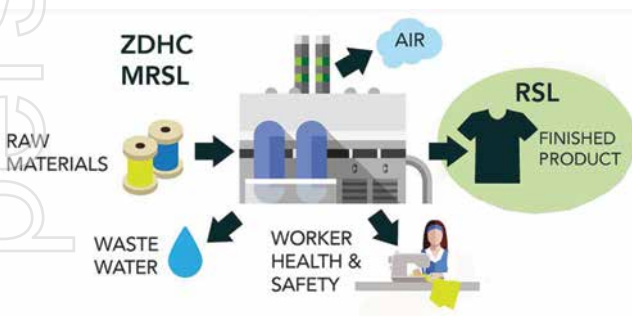 ZDHC
MRSL
AIR
RSL
RAW
MATERIALS
FINISHED
PRODUCT
WASTE
WATER
WORKER
HEALTH &
SAFETY